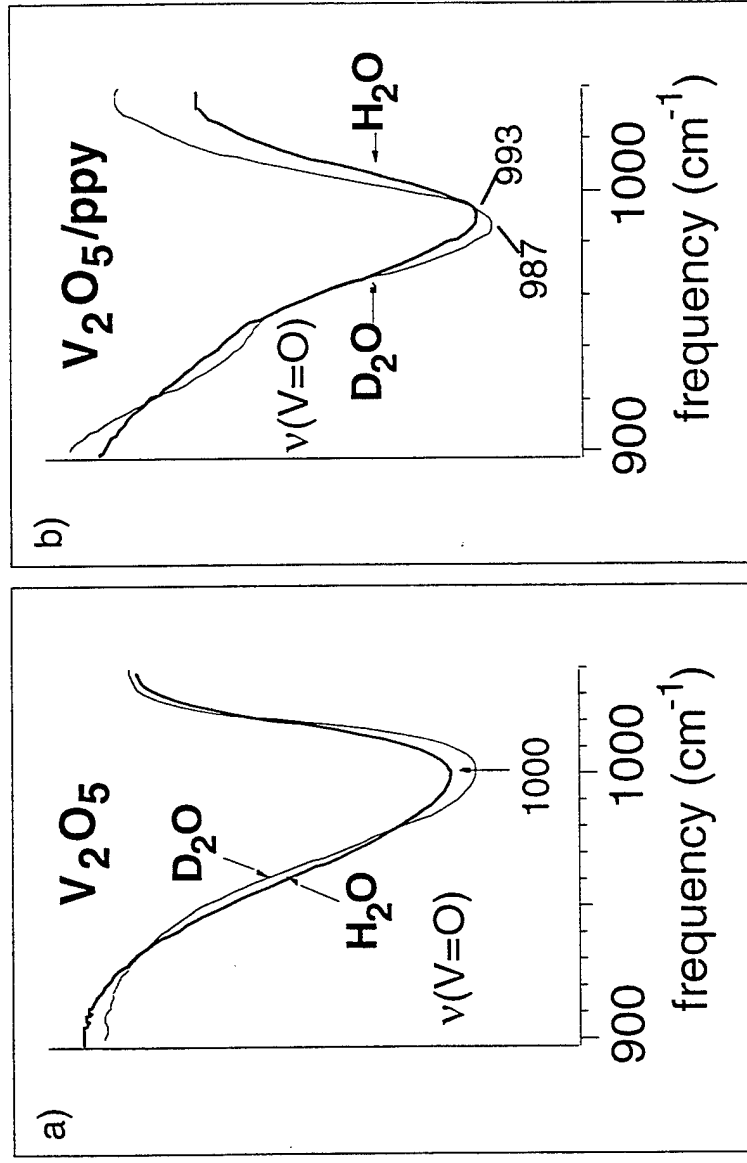 a)
V₂O₅
D₂O
H₂O
ν(V=O)
1000
900
1000
frequency (cm⁻¹)
b)
V₂O₅/ppy
ν(V=O)
D₂O
H₂O
987
993
900
1000
frequency (cm⁻¹)